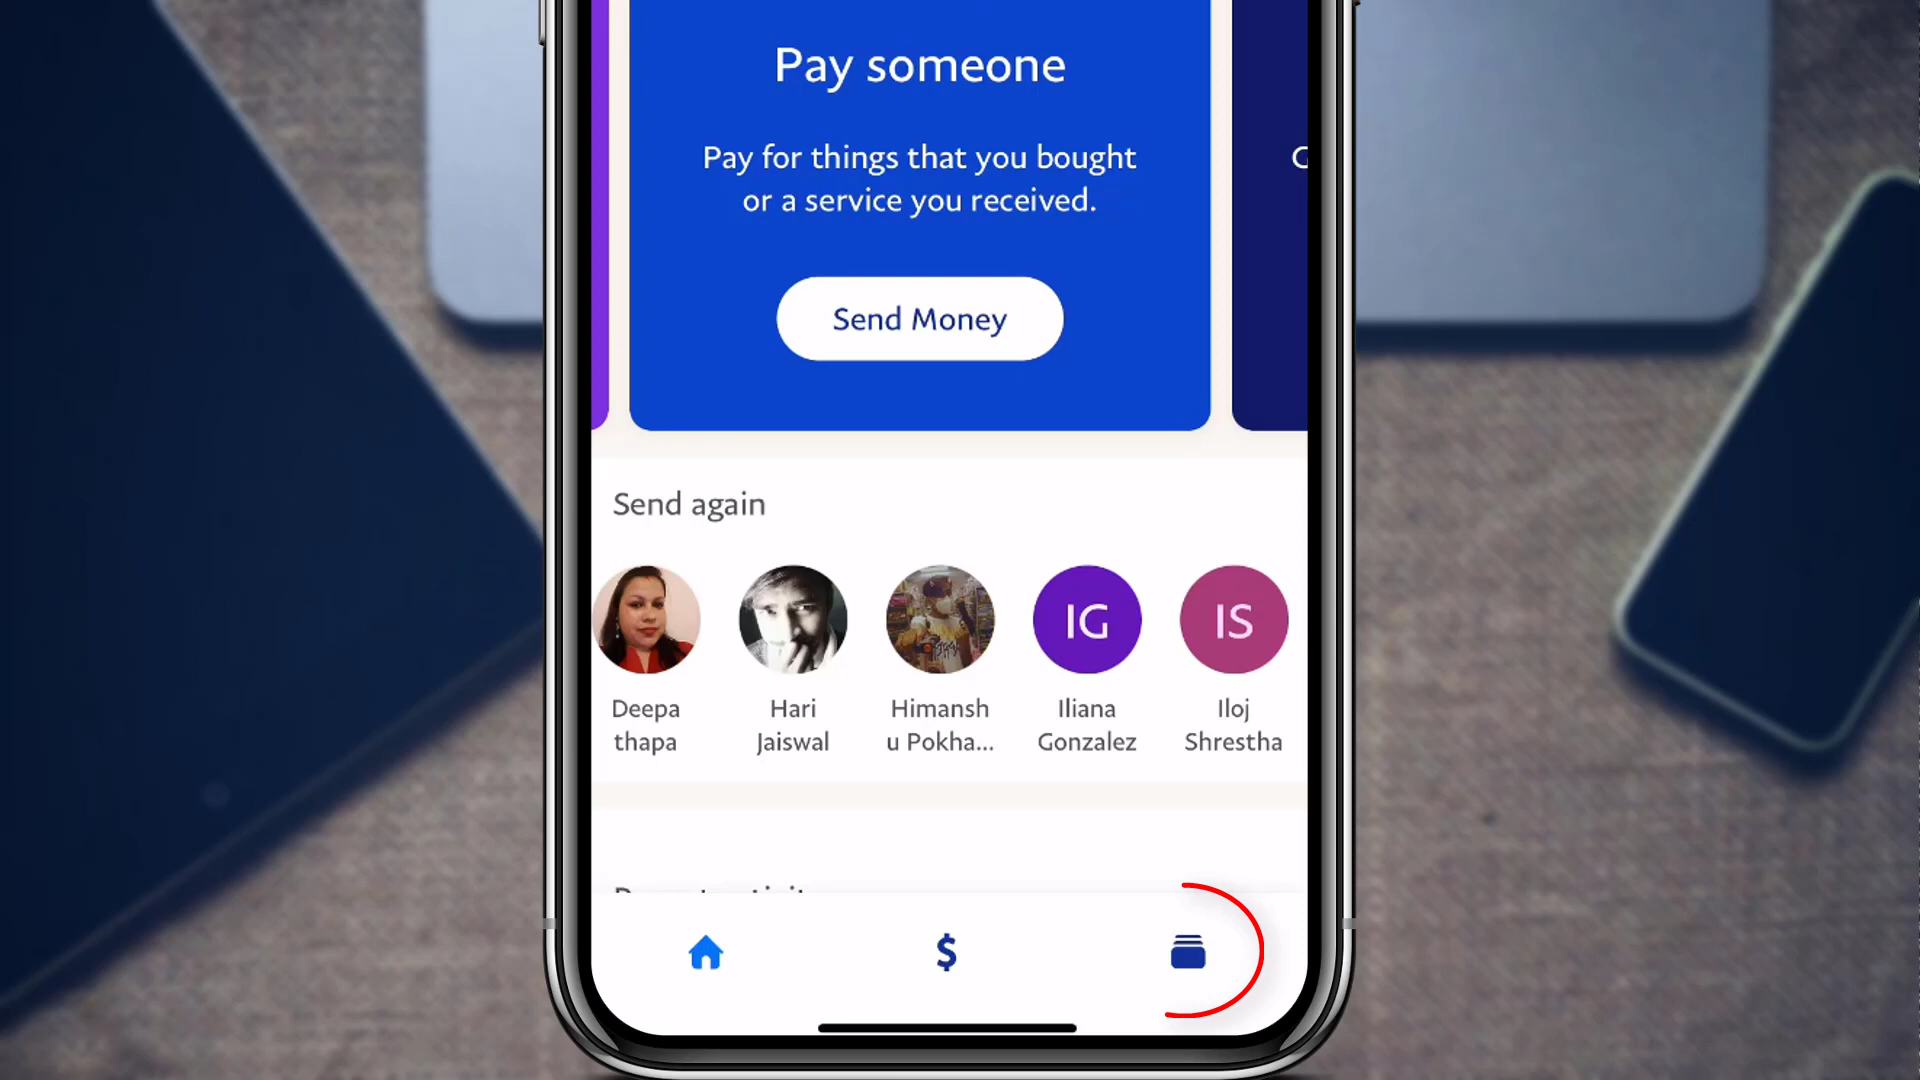 Pay someone
Pay for things that you bought
or a service you received.
Send Money
Send again
IG
IS
Deepa
thapa
Hari
Jaiswal
Himansh
u Pokha...
Iliana
Gonzalez
Iloj
Shrestha
$